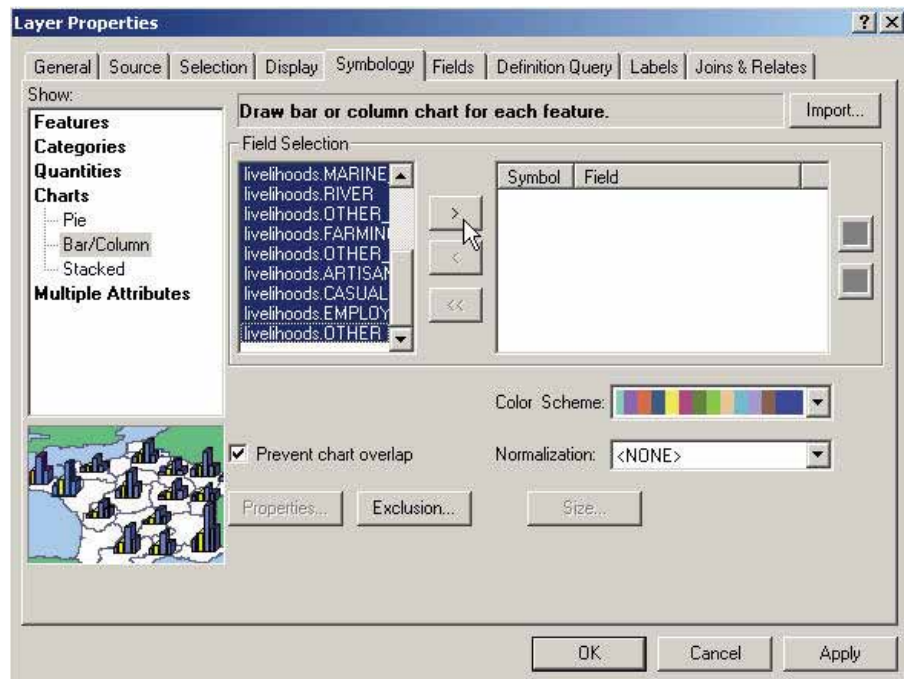 Layer Properties
General Source Selection Display Symbology Fields Definition Query Labels Joins & Relates
Show:
Features
Categories
Quantities
Charts
Pie
Bar/Column
Stacked
Multiple Attributes
Draw bar or column chart for each feature.
Import...
Field Selection
livelihoods.MARINE_
livelihoods.RIVER
livelihoods.OTHER_
livelihoods.FARMING
livelihoods.OTHER_
livelihoods.ARTISAN
livelihoods.CASUAL
livelihoods.EMPLOY
livelihoods.OTHER
>
<
<<
Symbol Field
Color Scheme:
Prevent chart overlap
Normalization: <NONE>
Properties... Exclusion... Size...
OK Cancel Apply